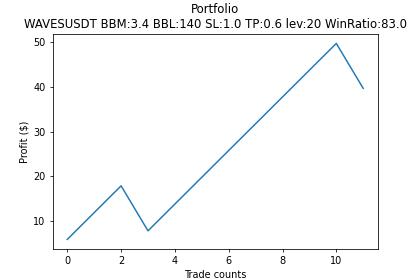 Portfolio
WAVESUSDT BBM:3.4 BBL:140 SL:1.0 TP:0.6 lev:20 WinRatio:83.0
50
40
30
20
10
Profit ($)
0 2 4 6 8 10
Trade counts